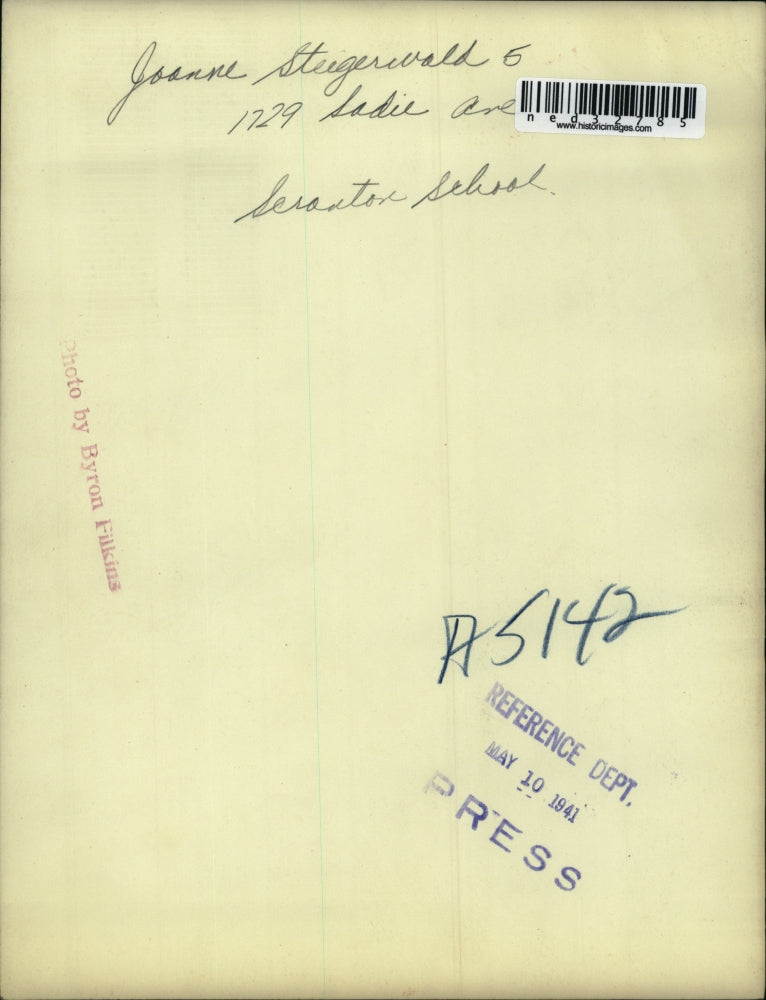 Joanne Steigerwald 5
1729 Sadie Ave
ned32785
www.historicimages.com
Scranton School.
Photo by Byron Filkins
A5142
REFERENCE DEPT.
MAY 10 1941
PRESS